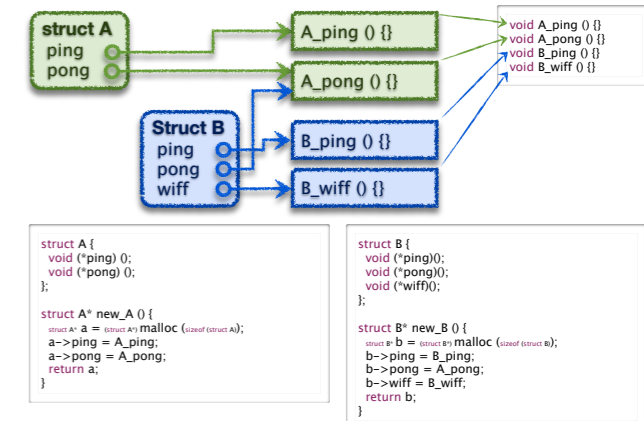 struct A
ping
pong
A_ping () {}
A_pong () {}
void A_ping () {}
void A_pong () {}
void B_ping () {}
void B_wiff () {}
Struct B
ping
pong
wiff
B_ping () {}
B_wiff () {}
struct A {
void (*ping) ();
void (*pong) ();
};
struct A* new_A () {
struct A* a = (struct A*) malloc (sizeof (struct A));
a->ping = A_ping;
a->pong = A_pong;
return a;
}
struct B {
void (*ping)();
void (*pong)();
void (*wiff)();
};
struct B* new_B () {
struct B* b = (struct B*) malloc (sizeof (struct B));
b->ping = B_ping;
b->pong = A_pong;
b->wiff = B_wiff;
return b;
}